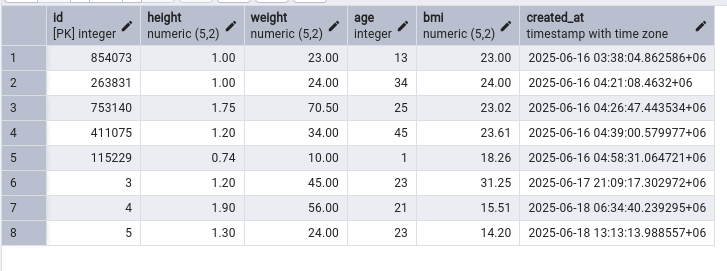 id height weight age bmi created_at
[PK] integer numeric (5,2) numeric (5,2) integer numeric (5,2) timestamp with time zone
1 854073 1.00 23.00 13 23.00 2025-06-16 03:38:04.862586+06
2 263831 1.00 24.00 34 24.00 2025-06-16 04:21:08.4632+06
3 753140 1.75 70.50 25 23.02 2025-06-16 04:26:47.443534+06
4 411075 1.20 34.00 45 23.61 2025-06-16 04:39:00.579977+06
5 115229 0.74 10.00 1 18.26 2025-06-16 04:58:31.064721+06
6 3 1.20 45.00 23 31.25 2025-06-17 21:09:17.302972+06
7 4 1.90 56.00 21 15.51 2025-06-18 06:34:40.239295+06
8 5 1.30 24.00 23 14.20 2025-06-18 13:13:13.988557+06